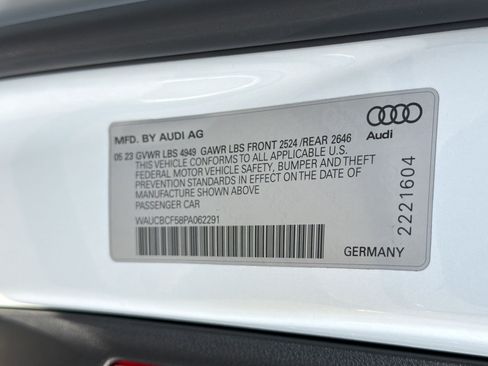 MFD. BY AUDI AG
05 23 GVWR LBS 4949 GAWR LBS FRONT 2524 /REAR 2646
THIS VEHICLE CONFORMS TO ALL APPLICABLE U.S.
FEDERAL MOTOR VEHICLE SAFETY, BUMPER AND THEFT
PREVENTION STANDARDS IN EFFECT ON THE DATE OF
MANUFACTURE SHOWN ABOVE
PASSENGER CAR
WAUCBCF58PA062291
Audi
2221604
GERMANY